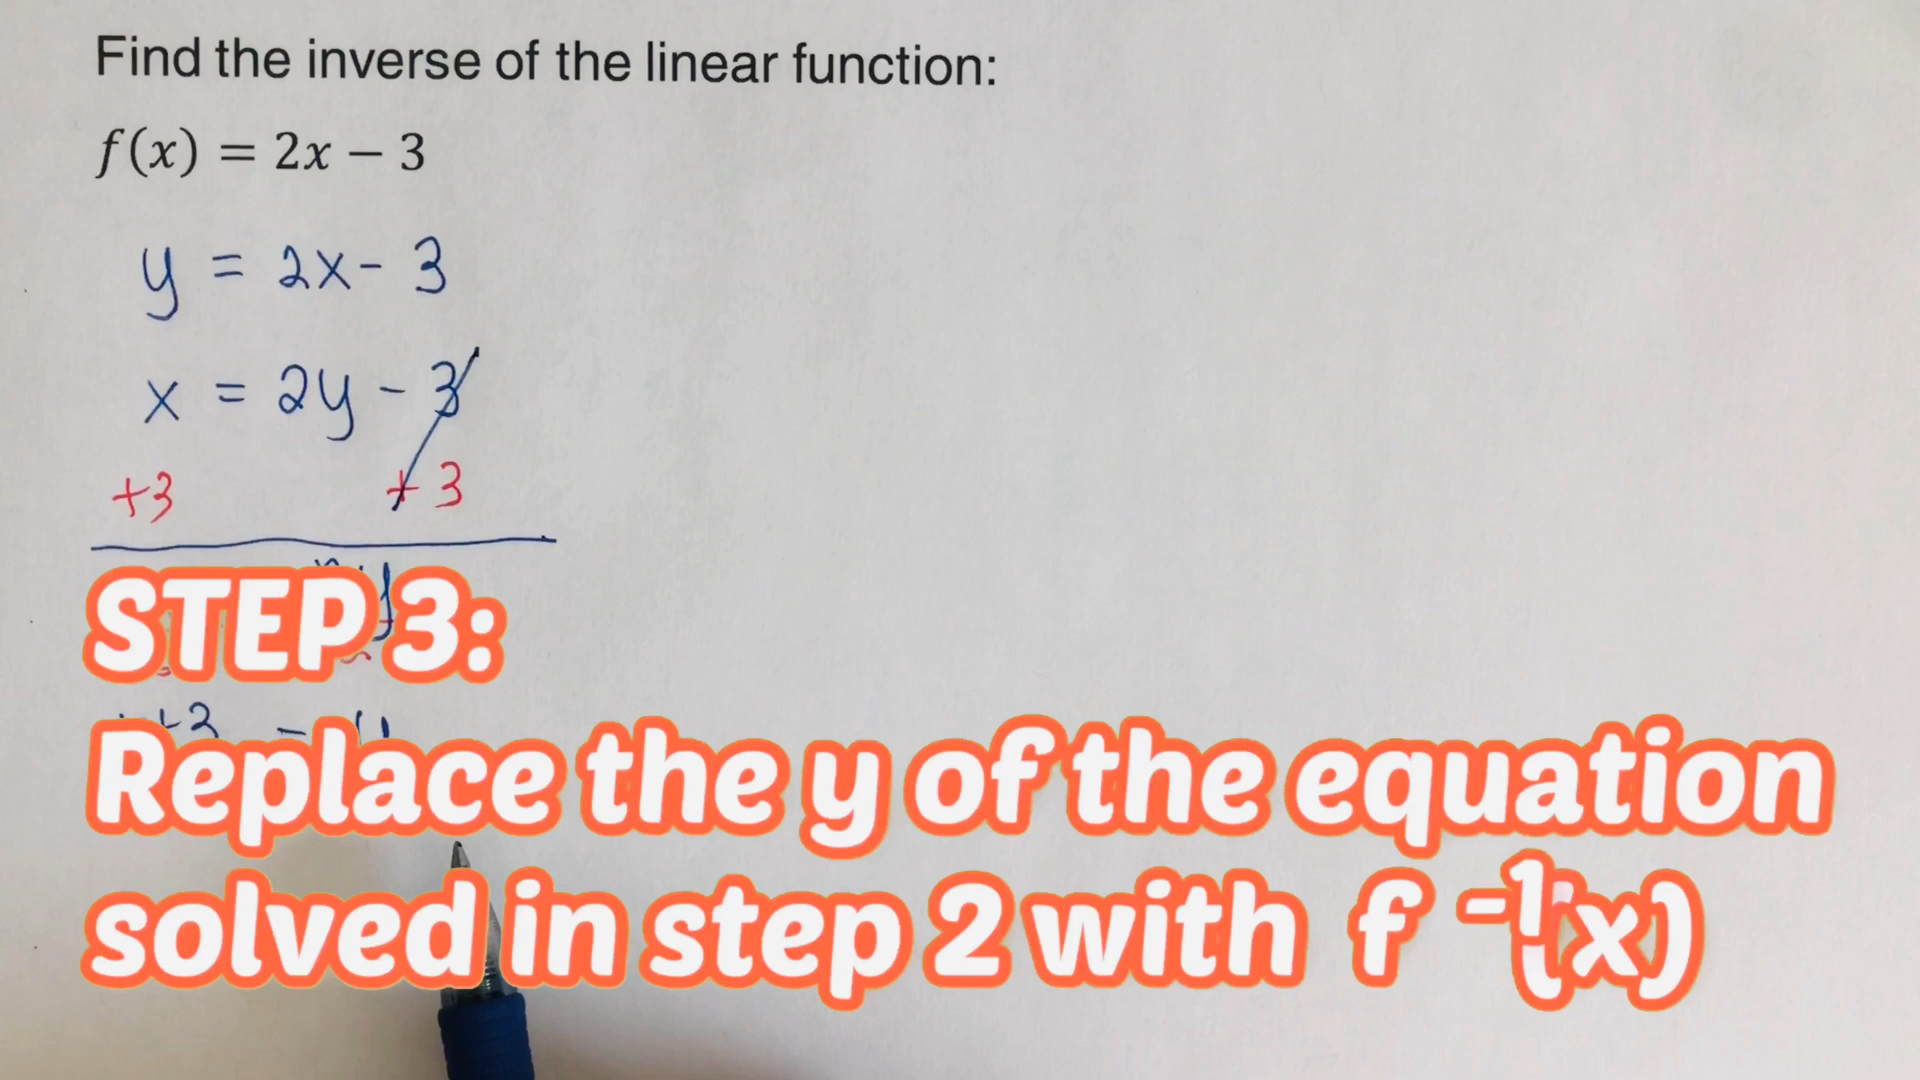 Find the inverse of the linear function:
f(x) = 2x − 3
y = 2x - 3
x = 2y - 3
+3 + 3
STEP 3:
Replace the y of the equation
solved in step 2 with f ⁻¹(x)